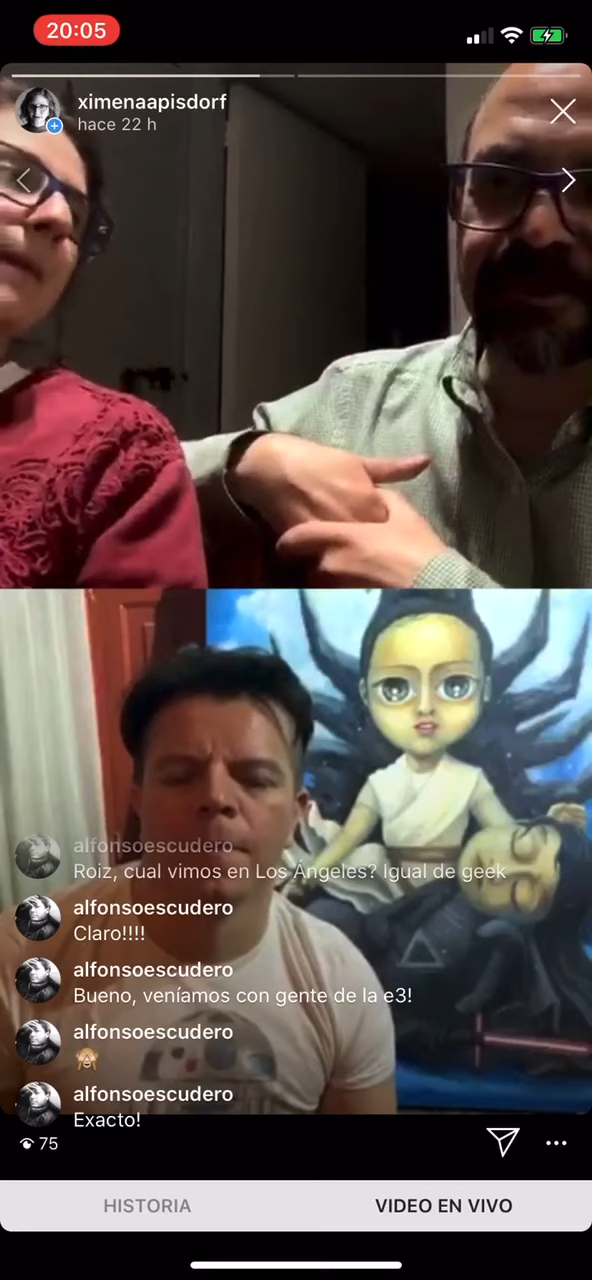 20:05
ximenaapisdorf
hace 22 h
alfonsoescudero
Roiz, cual vimos en Los Ángeles? Igual de geek
alfonsoescudero
Claro!!!!
alfonsoescudero
Bueno, veníamos con gente de la e3!
alfonsoescudero
🙈
alfonsoescudero
Exacto!
75
HISTORIA
VIDEO EN VIVO